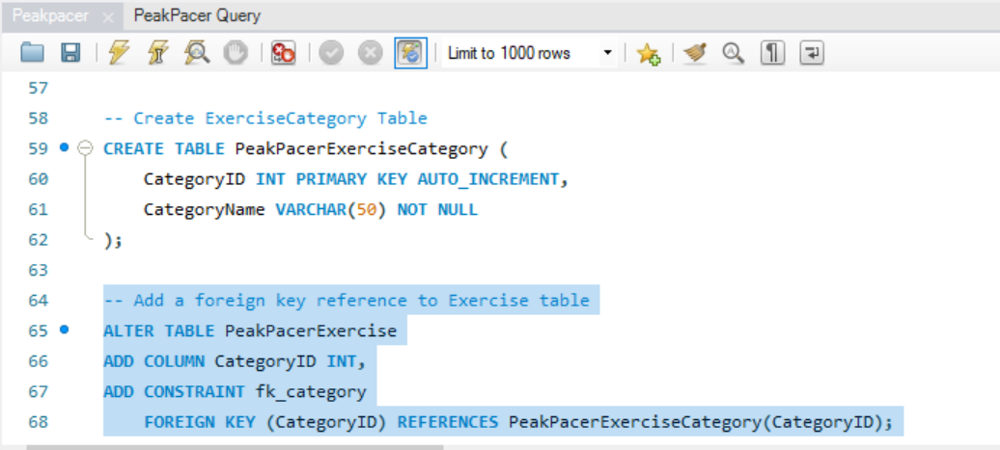 Peakpacer PeakPacer Query
Limit to 1000 rows
57
58 -- Create ExerciseCategory Table
59 CREATE TABLE PeakPacerExerciseCategory (
60 CategoryID INT PRIMARY KEY AUTO_INCREMENT,
61 CategoryName VARCHAR(50) NOT NULL
62 );
63
64 -- Add a foreign key reference to Exercise table
65 ALTER TABLE PeakPacerExercise
66 ADD COLUMN CategoryID INT,
67 ADD CONSTRAINT fk_category
68 FOREIGN KEY (CategoryID) REFERENCES PeakPacerExerciseCategory(CategoryID);